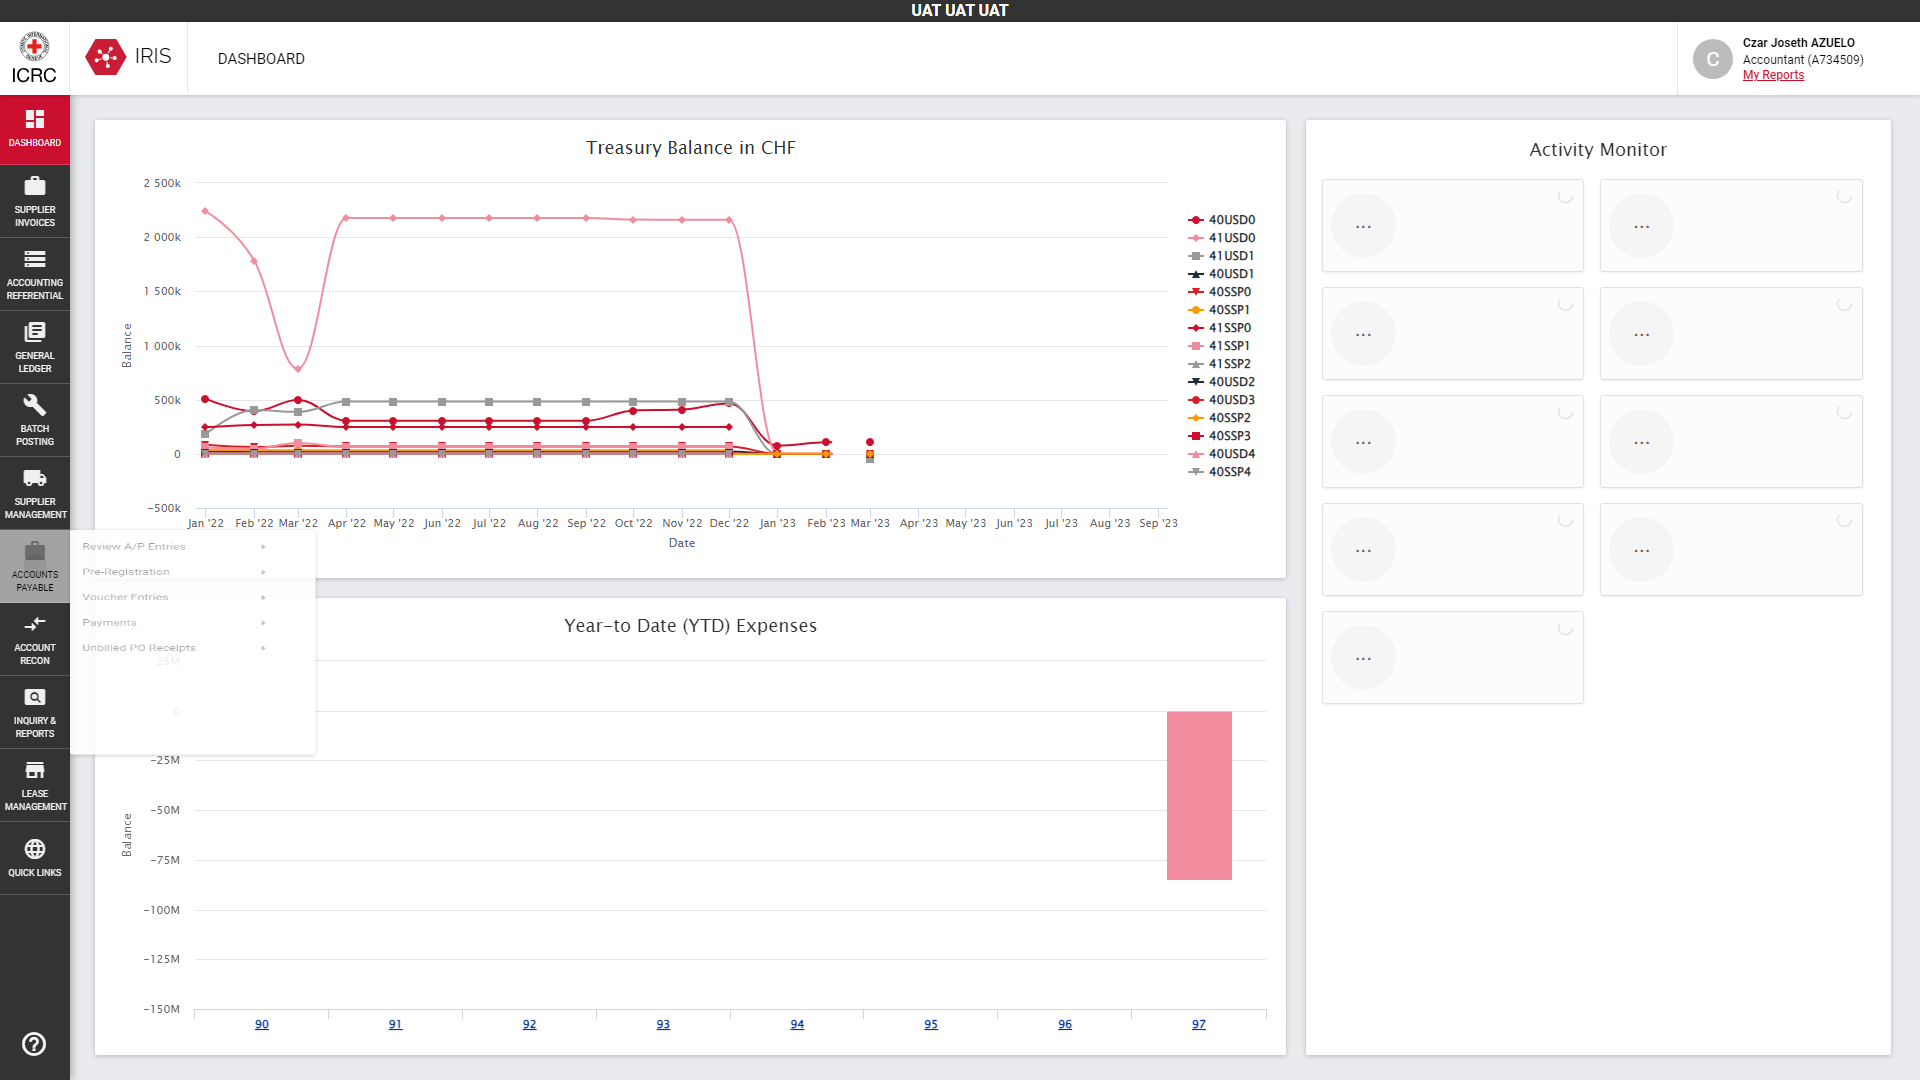 UAT UAT UAT
ICRC
IRIS
DASHBOARD
C
Czar Joseth AZUELO
Accountant (A734509)
My Reports
DASHBOARD
SUPPLIER
INVOICES
ACCOUNTING
REFERENTIAL
GENERAL
LEDGER
BATCH
POSTING
SUPPLIER
MANAGEMENT
ACCOUNTS
PAYABLE
ACCOUNT
RECON
INQUIRY &
REPORTS
LEASE
MANAGEMENT
QUICK LINKS
Review A/P Entries
Pre-Registration
Voucher Entries
Payments
Unbilled PO Receipts
Treasury Balance in CHF
2 500k
2 000k
1 500k
1 000k
500k
0
−500k
Balance
Jan '22 Feb '22 Mar '22 Apr '22 May '22 Jun '22 Jul '22 Aug '22 Sep '22 Oct '22 Nov '22 Dec '22 Jan '23 Feb '23 Mar '23 Apr '23 May '23 Jun '23 Jul '23 Aug '23 Sep '23
Date
40USD0
41USD0
41USD1
40USD1
40SSP0
40SSP1
41SSP0
41SSP1
41SSP2
40USD2
40USD3
40SSP2
40SSP3
40USD4
40SSP4
Year-to Date (YTD) Expenses
25M
0
−25M
−50M
−75M
−100M
−125M
−150M
Balance
90 91 92 93 94 95 96 97
Activity Monitor
... ...
... ...
... ...
... ...
...